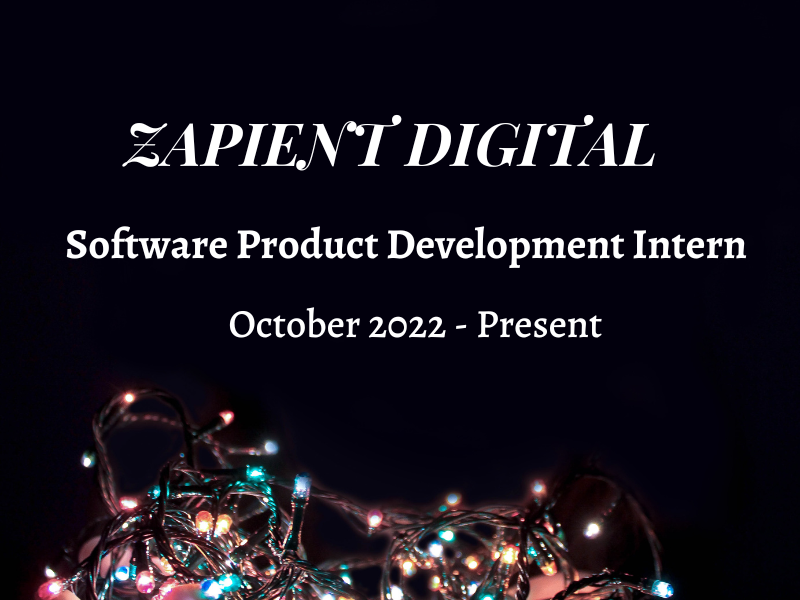 ZAPIENT DIGITAL
Software Product Development Intern
October 2022 - Present